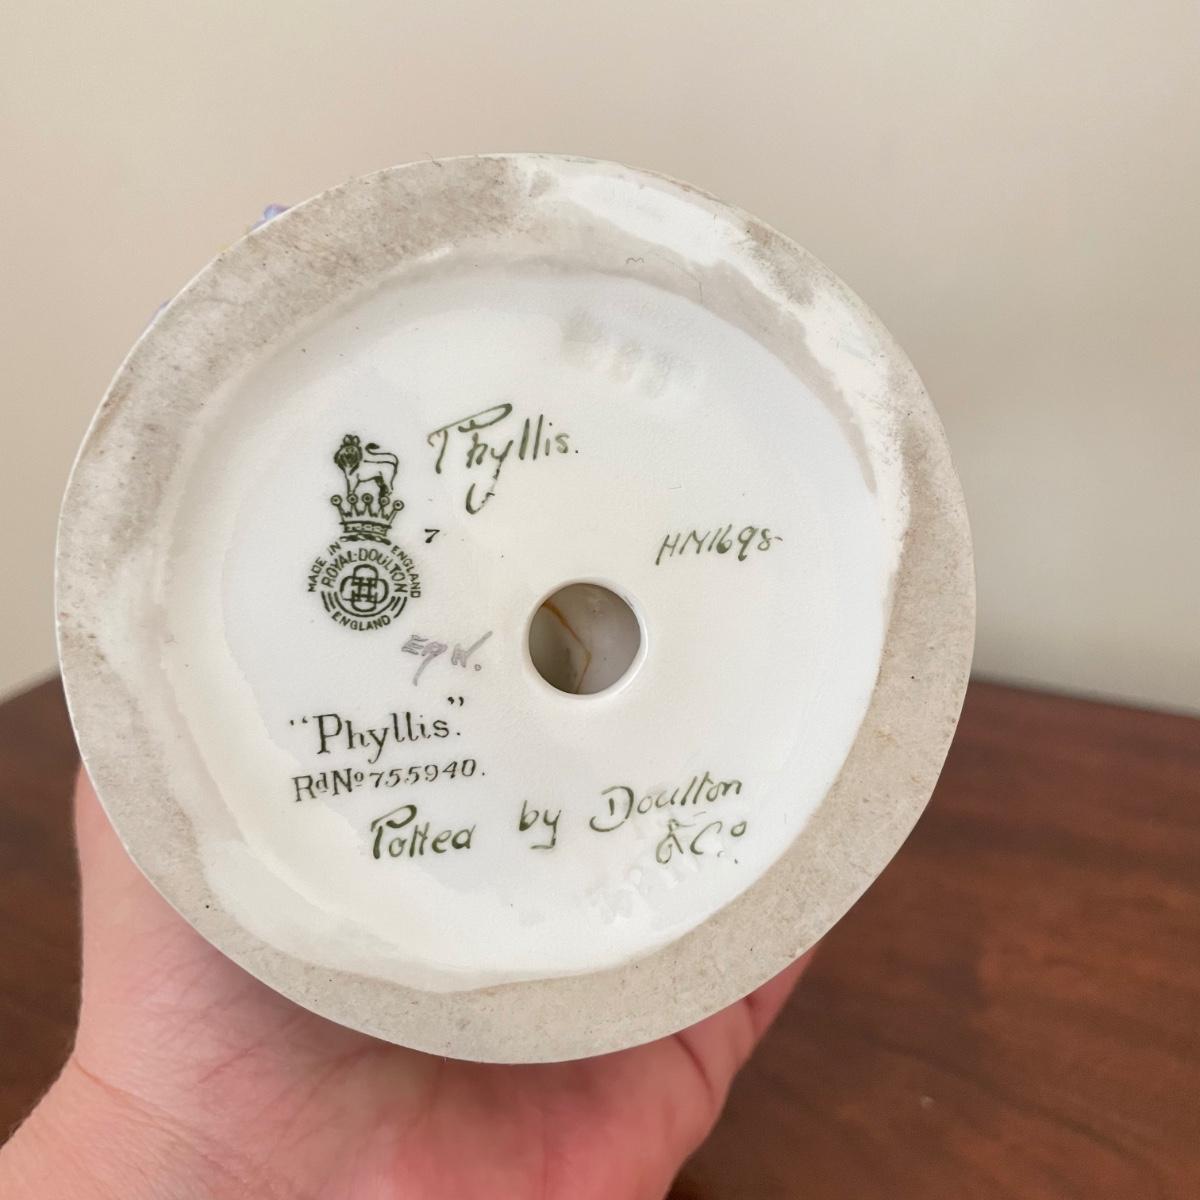 Phyllis.
7
HN1698
MADE IN ENGLAND
ROYAL·DOULTON
ENGLAND
"Phyllis."
RdNo755940.
Potted by Doulton
& Co.